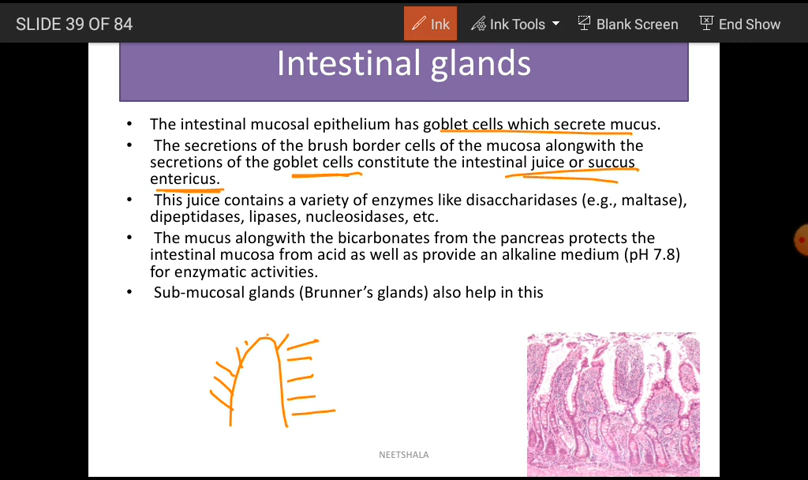 SLIDE 39 OF 84
Ink
Ink Tools
Blank Screen
End Show
Intestinal glands
• The intestinal mucosal epithelium has goblet cells which secrete mucus.
• The secretions of the brush border cells of the mucosa alongwith the
secretions of the goblet cells constitute the intestinal juice or succus
entericus.
• This juice contains a variety of enzymes like disaccharidases (e.g., maltase),
dipeptidases, lipases, nucleosidases, etc.
• The mucus alongwith the bicarbonates from the pancreas protects the
intestinal mucosa from acid as well as provide an alkaline medium (pH 7.8)
for enzymatic activities.
• Sub-mucosal glands (Brunner's glands) also help in this
NEETSHALA